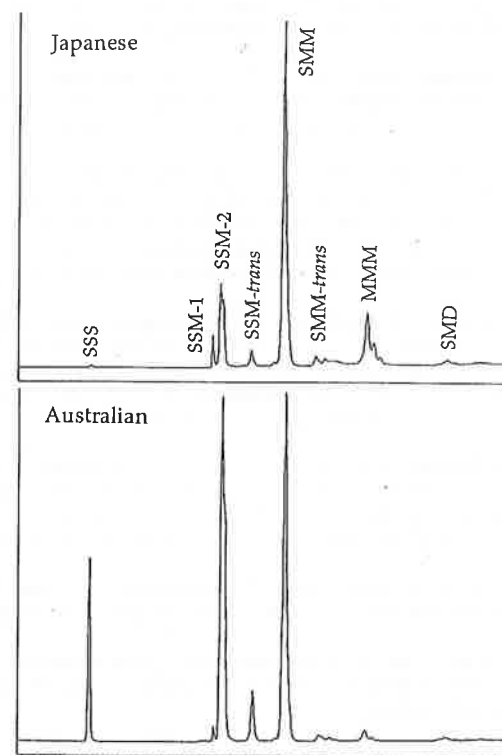 Japanese
SSS
SSM-1
SSM-2
SSM-trans
SMM
SMM-trans
MMM
SMD
Australian